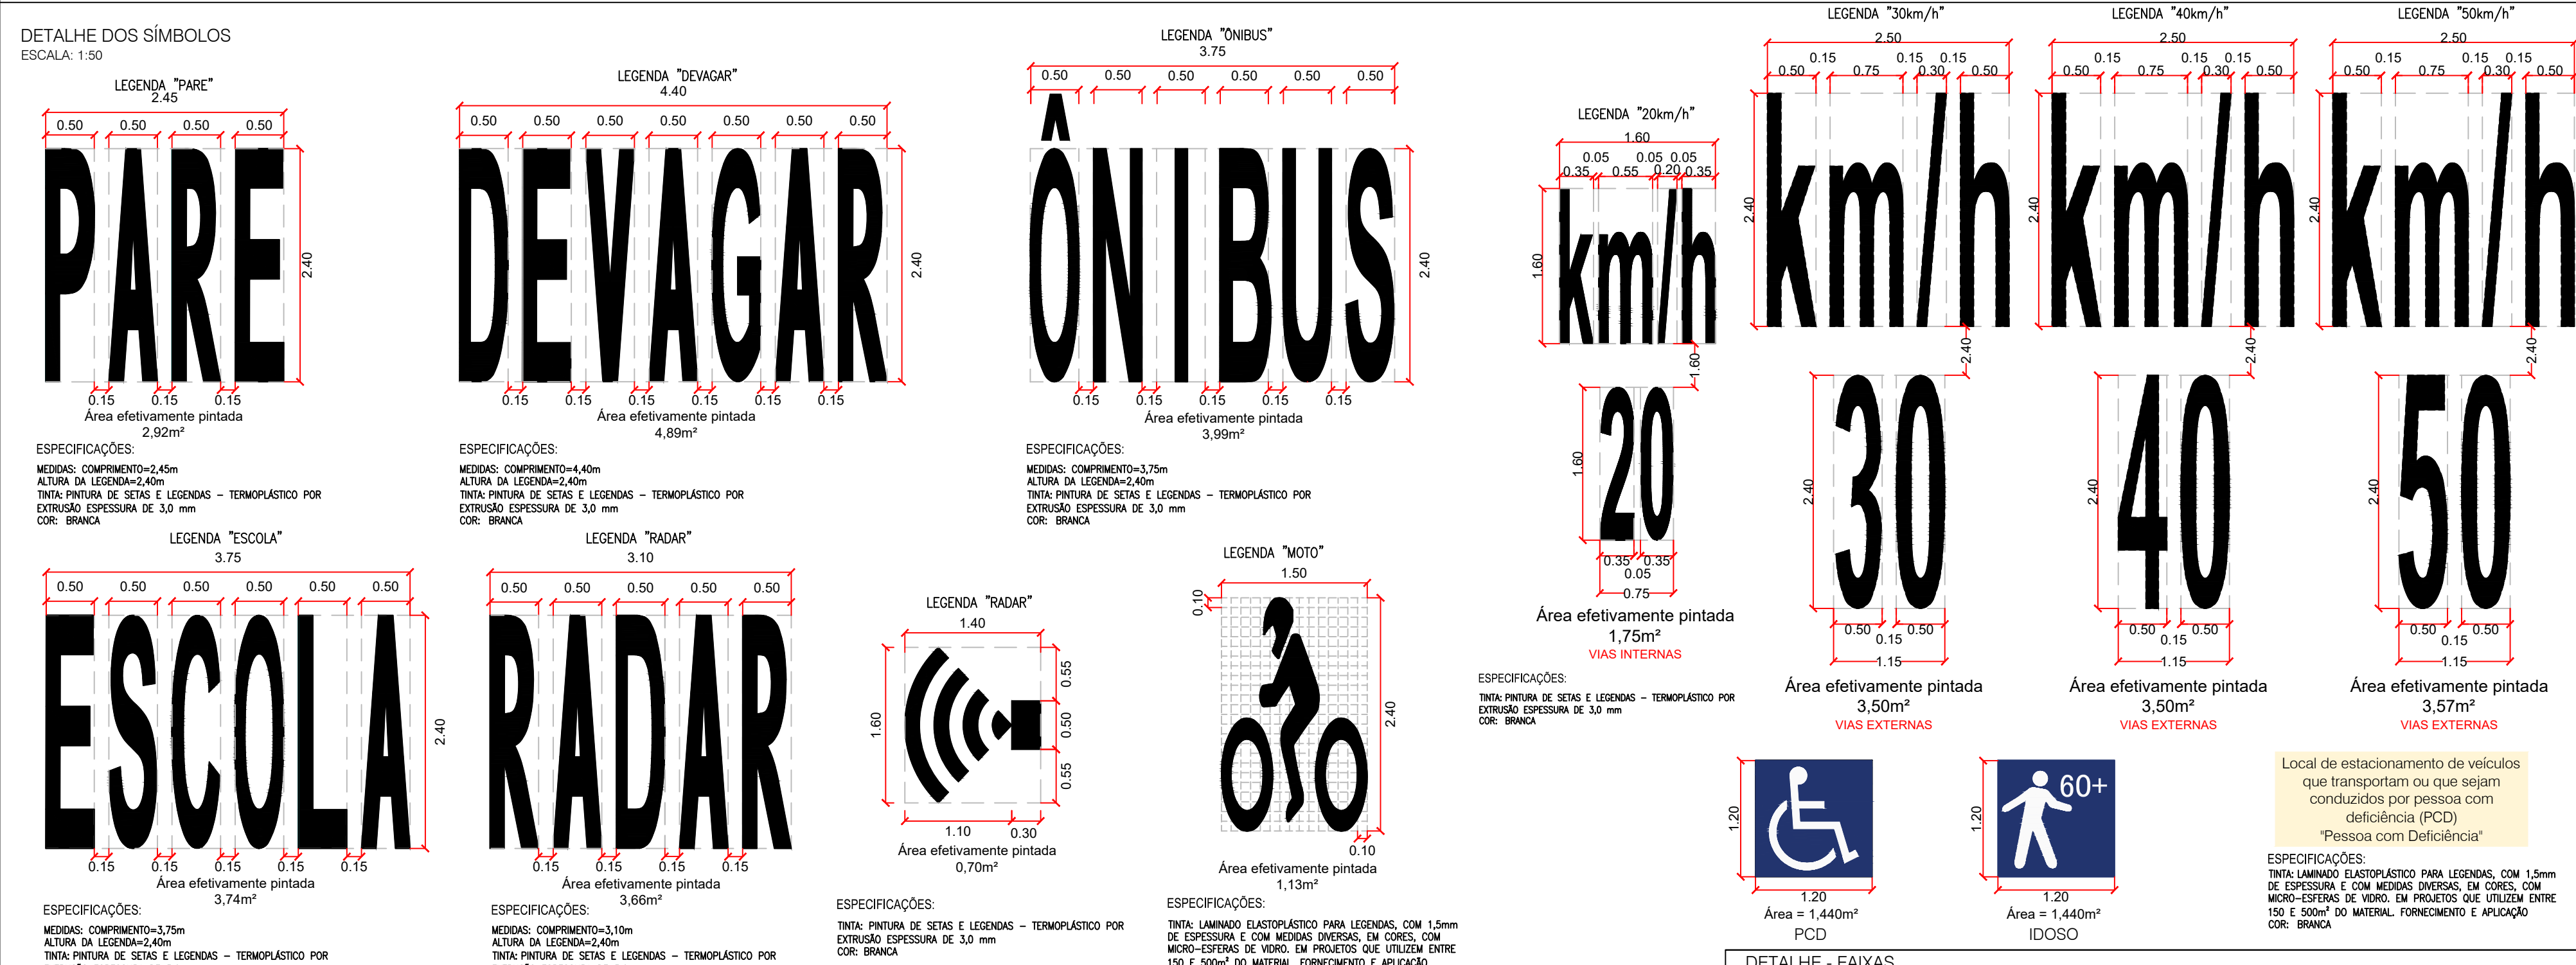 DETALHE DOS SÍMBOLOS
ESCALA: 1:50
LEGENDA "PARE"
2.45
0.50 0.50 0.50 0.50
PARE
2.40
0.15 0.15 0.15
Área efetivamente pintada
2,92m²
ESPECIFICAÇÕES:
MEDIDAS: COMPRIMENTO=2,45m
ALTURA DA LEGENDA=2,40m
TINTA: PINTURA DE SETAS E LEGENDAS – TERMOPLÁSTICO POR
EXTRUSÃO ESPESSURA DE 3,0 mm
COR: BRANCA
LEGENDA "DEVAGAR"
4.40
0.50 0.50 0.50 0.50 0.50 0.50 0.50
DEVAGAR
2.40
0.15 0.15 0.15 0.15 0.15 0.15
Área efetivamente pintada
4,89m²
ESPECIFICAÇÕES:
MEDIDAS: COMPRIMENTO=4,40m
ALTURA DA LEGENDA=2,40m
TINTA: PINTURA DE SETAS E LEGENDAS – TERMOPLÁSTICO POR
EXTRUSÃO ESPESSURA DE 3,0 mm
COR: BRANCA
LEGENDA "ÔNIBUS"
3.75
0.50 0.50 0.50 0.50 0.50 0.50
ÔNIBUS
2.40
0.15 0.15 0.15 0.15 0.15
Área efetivamente pintada
3,99m²
ESPECIFICAÇÕES:
MEDIDAS: COMPRIMENTO=3,75m
ALTURA DA LEGENDA=2,40m
TINTA: PINTURA DE SETAS E LEGENDAS – TERMOPLÁSTICO POR
EXTRUSÃO ESPESSURA DE 3,0 mm
COR: BRANCA
LEGENDA "20km/h"
1.60
0.05 0.05 0.05
0.35 0.55 0.20 0.35
km/h
1.60
1.60
20
1.60
0.35 0.35
0.05
0.75
Área efetivamente pintada
1,75m²
VIAS INTERNAS
ESPECIFICAÇÕES:
TINTA: PINTURA DE SETAS E LEGENDAS – TERMOPLÁSTICO POR
EXTRUSÃO ESPESSURA DE 3,0 mm
COR: BRANCA
LEGENDA "30km/h"
2.50
0.15 0.15 0.15
0.50 0.75 0.30 0.50
km/h
2.40
2.40
30
2.40
0.50 0.50
0.15
1.15
Área efetivamente pintada
3,50m²
VIAS EXTERNAS
LEGENDA "40km/h"
2.50
0.15 0.15 0.15
0.50 0.75 0.30 0.50
km/h
2.40
2.40
40
2.40
0.50 0.50
0.15
1.15
Área efetivamente pintada
3,50m²
VIAS EXTERNAS
LEGENDA "50km/h"
2.50
0.15 0.15 0.15
0.50 0.75 0.30 0.50
km/h
2.40
2.40
50
2.40
0.50 0.50
0.15
1.15
Área efetivamente pintada
3,57m²
VIAS EXTERNAS
LEGENDA "ESCOLA"
3.75
0.50 0.50 0.50 0.50 0.50 0.50
ESCOLA
2.40
0.15 0.15 0.15 0.15 0.15
Área efetivamente pintada
3,74m²
ESPECIFICAÇÕES:
MEDIDAS: COMPRIMENTO=3,75m
ALTURA DA LEGENDA=2,40m
TINTA: PINTURA DE SETAS E LEGENDAS – TERMOPLÁSTICO POR
LEGENDA "RADAR"
3.10
0.50 0.50 0.50 0.50 0.50
RADAR
0.15 0.15 0.15 0.15
Área efetivamente pintada
3,66m²
ESPECIFICAÇÕES:
MEDIDAS: COMPRIMENTO=3,10m
ALTURA DA LEGENDA=2,40m
TINTA: PINTURA DE SETAS E LEGENDAS – TERMOPLÁSTICO POR
LEGENDA "RADAR"
1.40
1.60
0.55
0.50
0.55
1.10 0.30
Área efetivamente pintada
0,70m²
ESPECIFICAÇÕES:
TINTA: PINTURA DE SETAS E LEGENDAS – TERMOPLÁSTICO POR
EXTRUSÃO ESPESSURA DE 3,0 mm
COR: BRANCA
LEGENDA "MOTO"
1.50
0.10
2.40
0.10
Área efetivamente pintada
1,13m²
ESPECIFICAÇÕES:
TINTA: LAMINADO ELASTOPLÁSTICO PARA LEGENDAS, COM 1,5mm
DE ESPESSURA E COM MEDIDAS DIVERSAS, EM CORES, COM
MICRO–ESFERAS DE VIDRO. EM PROJETOS QUE UTILIZEM ENTRE
150 E 500m² DO MATERIAL. FORNECIMENTO E APLICAÇÃO
1.20
1.20
Área = 1,440m²
PCD
1.20
60+
1.20
Área = 1,440m²
IDOSO
Local de estacionamento de veículos
que transportam ou que sejam
conduzidos por pessoa com
deficiência (PCD)
"Pessoa com Deficiência"
ESPECIFICAÇÕES:
TINTA: LAMINADO ELASTOPLÁSTICO PARA LEGENDAS, COM 1,5mm
DE ESPESSURA E COM MEDIDAS DIVERSAS, EM CORES, COM
MICRO–ESFERAS DE VIDRO. EM PROJETOS QUE UTILIZEM ENTRE
150 E 500m² DO MATERIAL. FORNECIMENTO E APLICAÇÃO
COR: BRANCA
DETALHE - FAIXAS